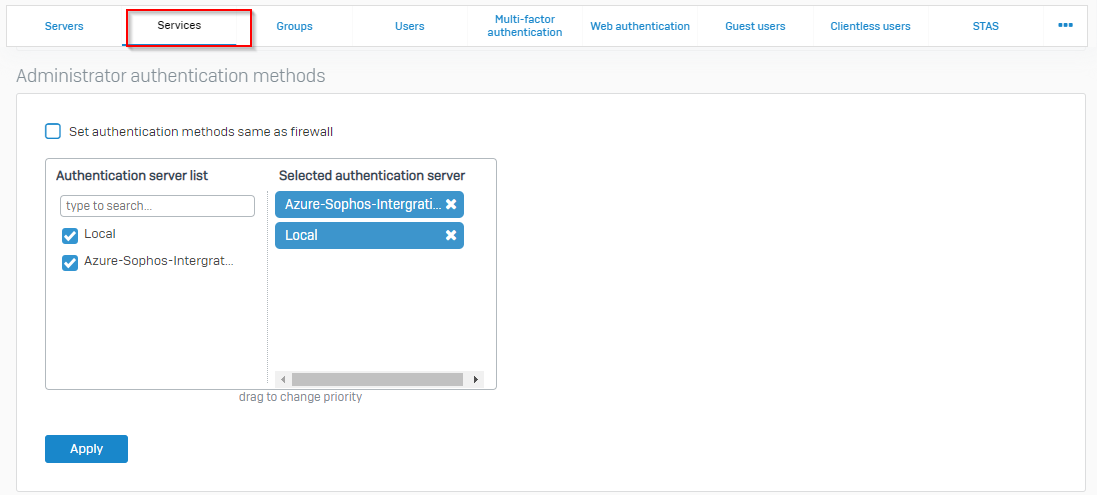 Servers
Services
Groups
Users
Multi-factor
authentication
Web authentication
Guest users
Clientless users
STAS
•••
Administrator authentication methods
Set authentication methods same as firewall
Authentication server list
Selected authentication server
type to search...
Azure-Sophos-Intergrati...
Local
Local
Azure-Sophos-Intergrat...
drag to change priority
Apply